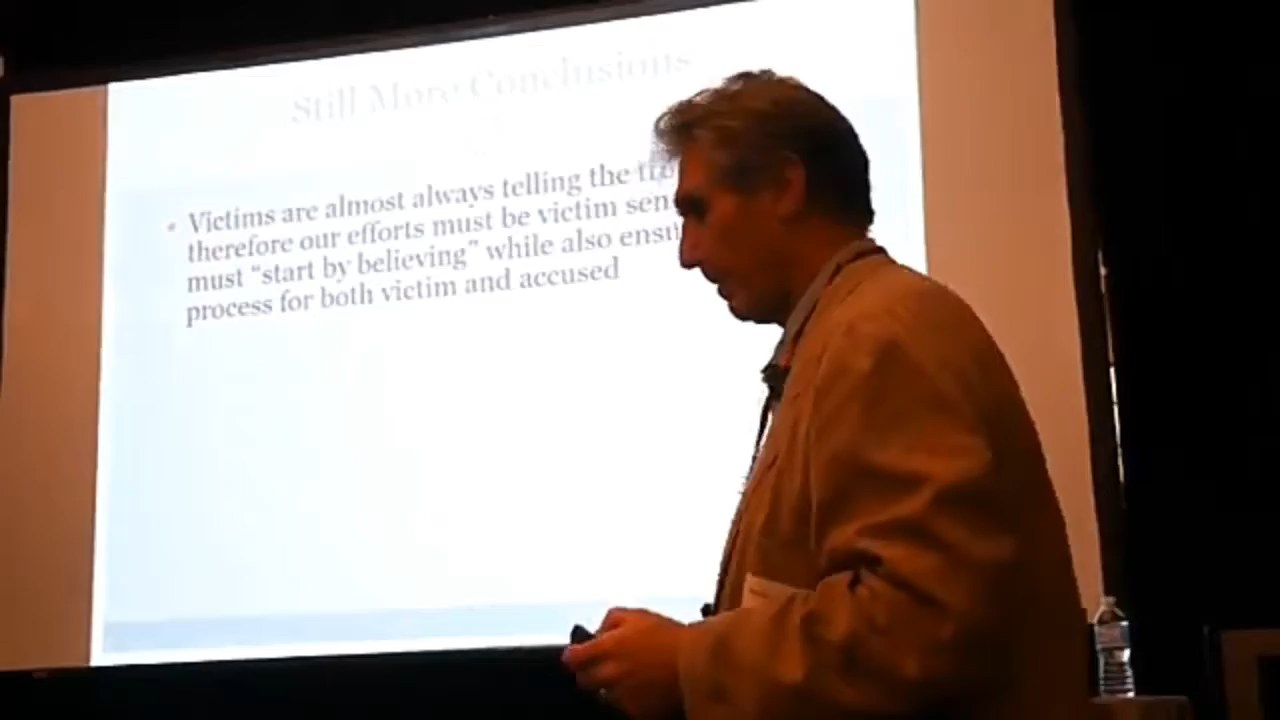 Still More Conclusions
• Victims are almost always telling the
therefore our efforts must be victim
must “start by believing” while also
process for both victim and accused